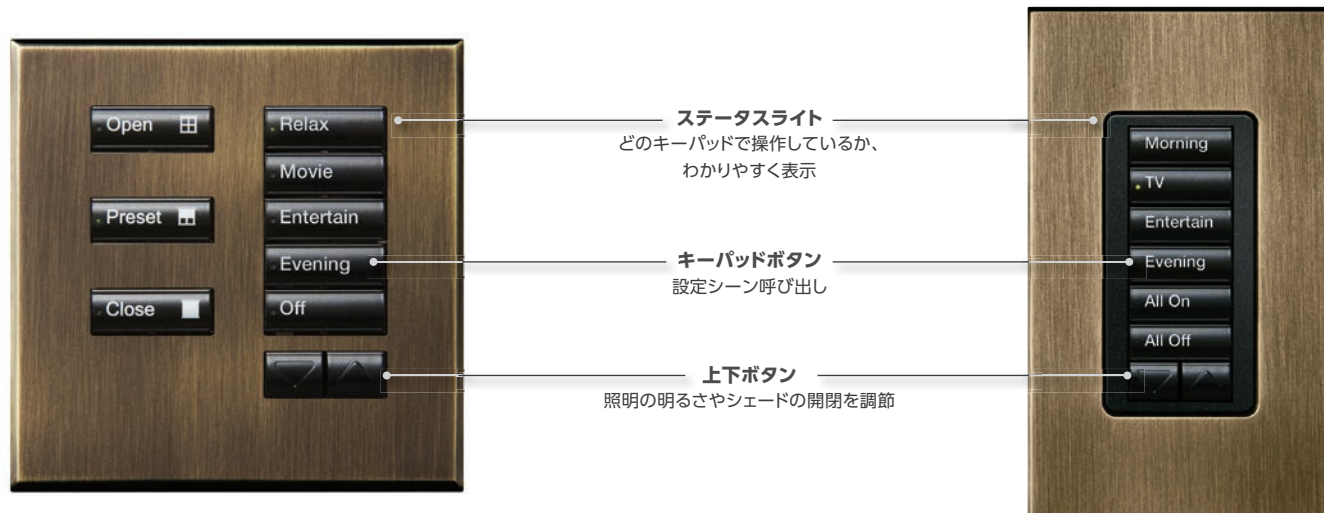 Open
Preset
Close
Relax
Movie
Entertain
Evening
Off
ステータスライト
どのキーパッドで操作しているか、
わかりやすく表示
キーパッドボタン
設定シーン呼び出し
上下ボタン
照明の明るさやシェードの開閉を調節
Morning
TV
Entertain
Evening
All On
All Off